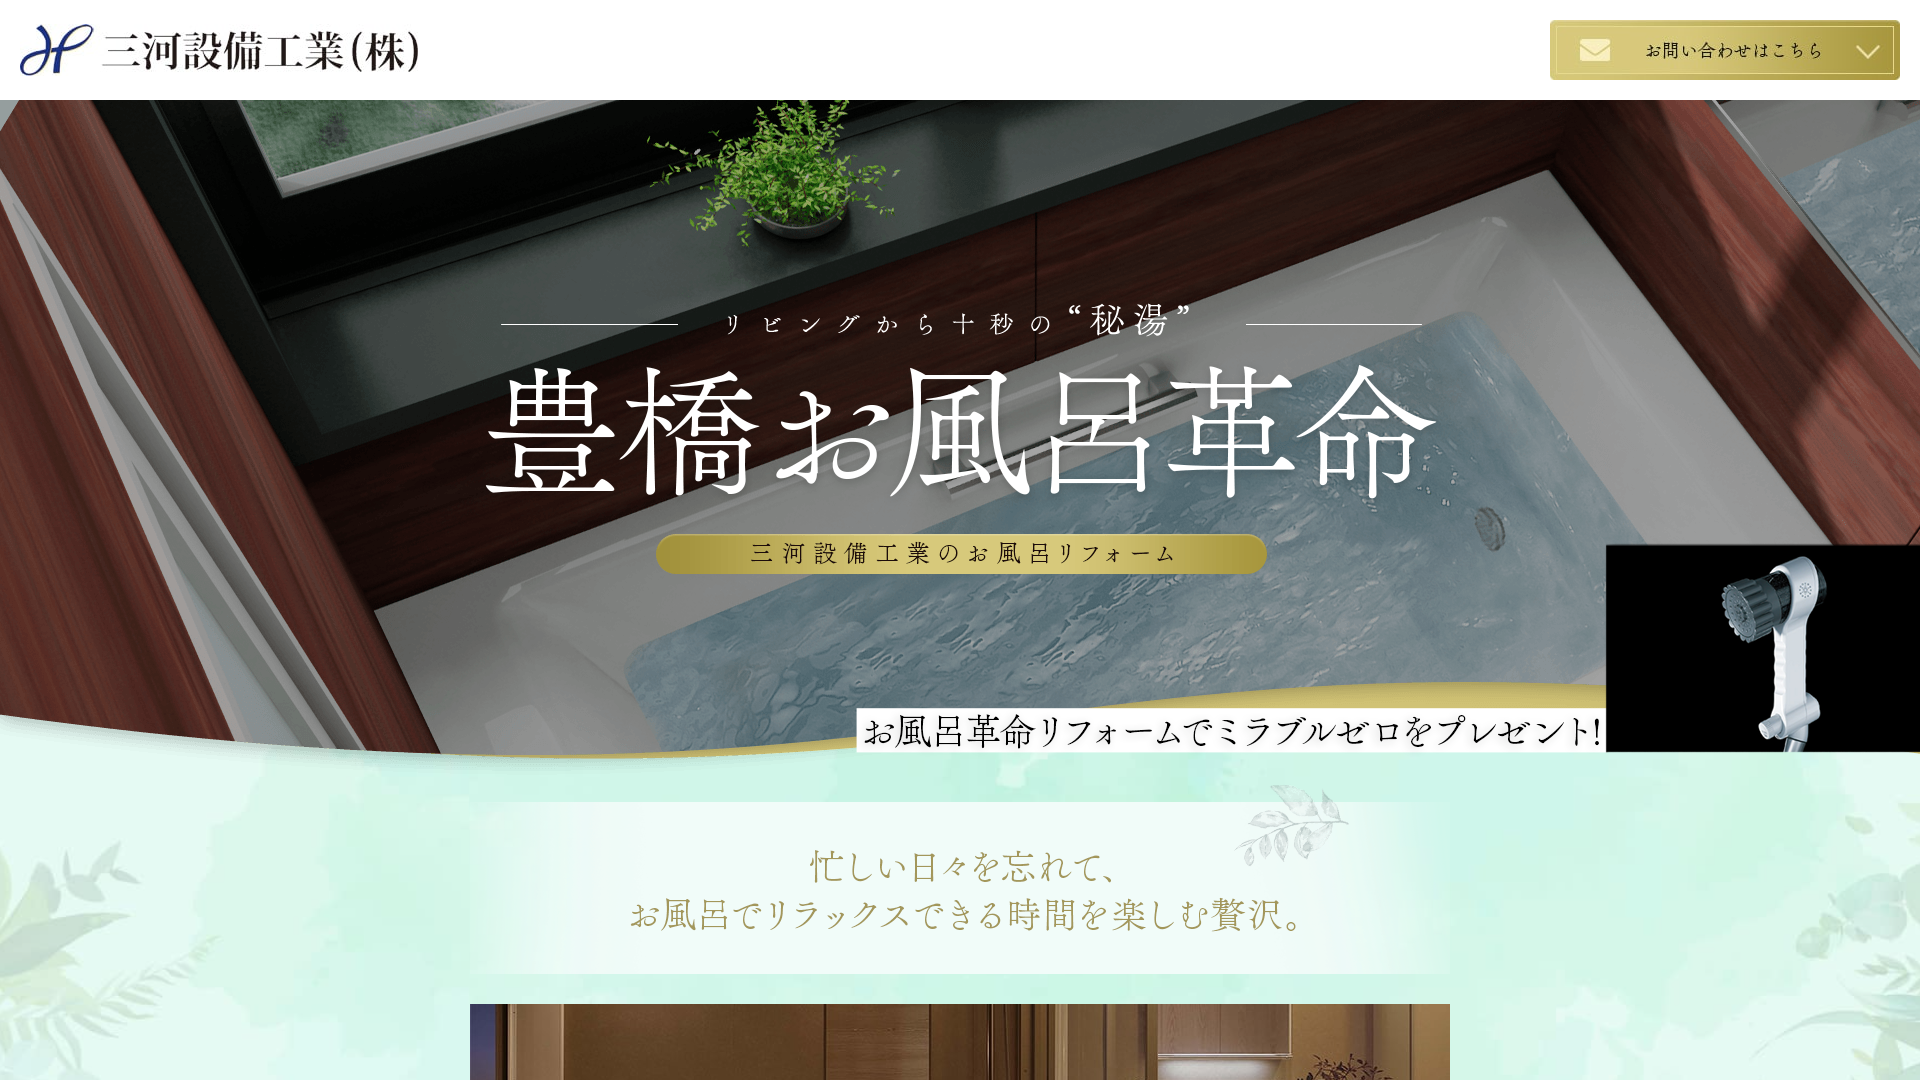 三河設備工業(株)
お問い合わせはこちら
リビングから十秒の“秘湯”
豊橋お風呂革命
三河設備工業のお風呂リフォーム
お風呂革命リフォームでミラブルゼロをプレゼント!
忙しい日々を忘れて、
お風呂でリラックスできる時間を楽しむ贅沢。